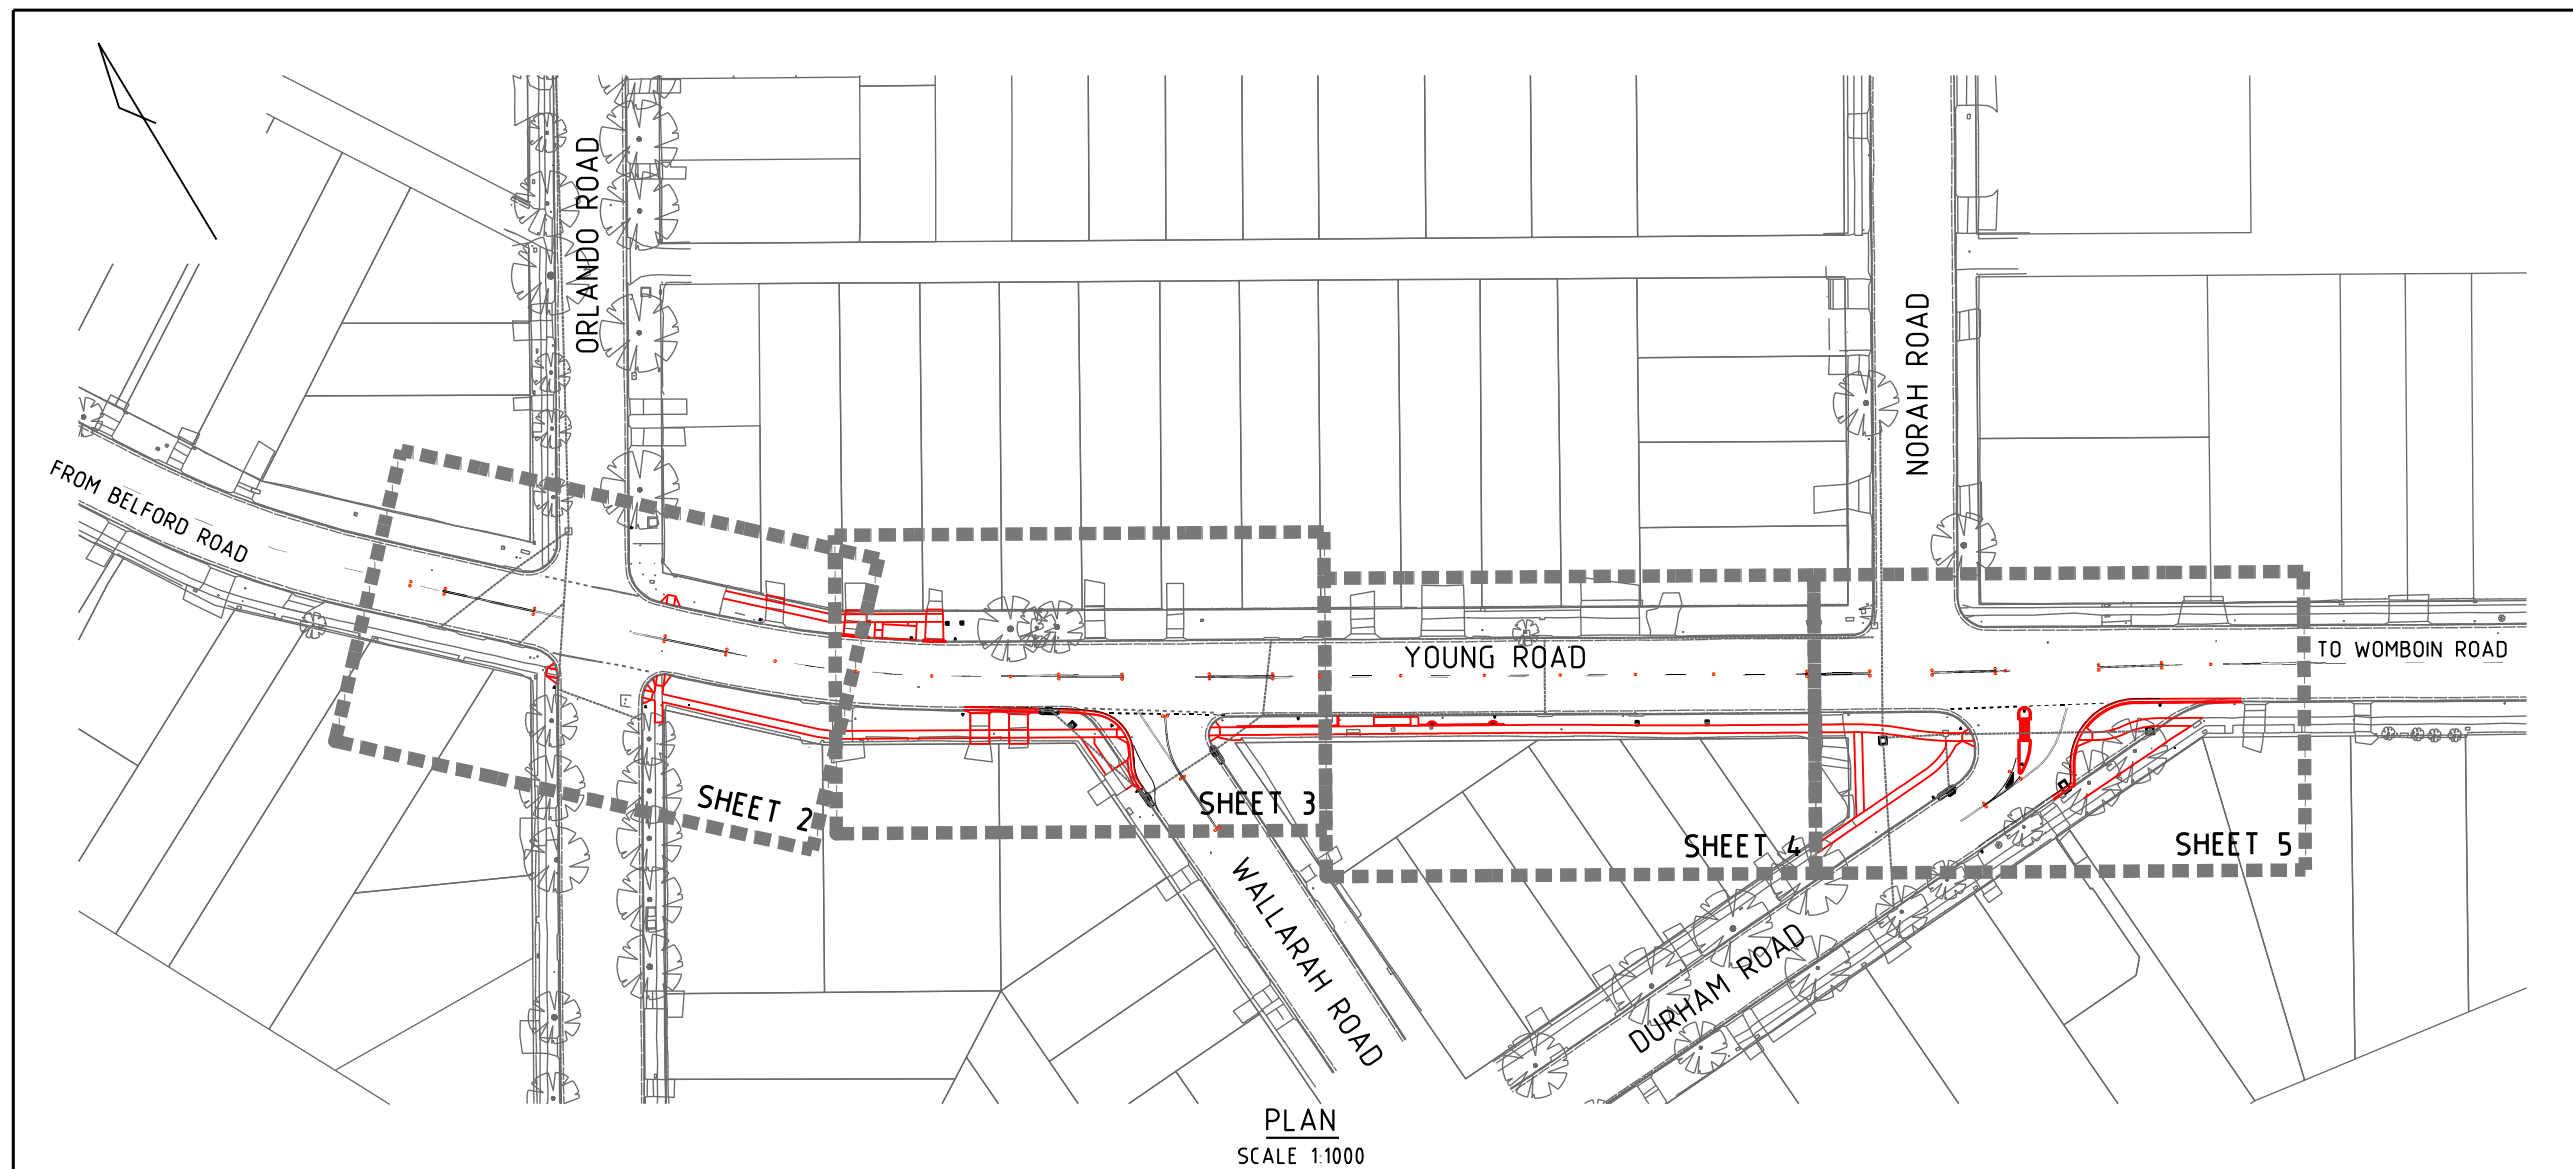 ORLANDO ROAD
NORAH ROAD
FROM BELFORD ROAD
YOUNG ROAD
TO WOMBOIN ROAD
SHEET 2
SHEET 3
SHEET 4
SHEET 5
WALLARAH ROAD
DURHAM ROAD
PLAN
SCALE 1:1000